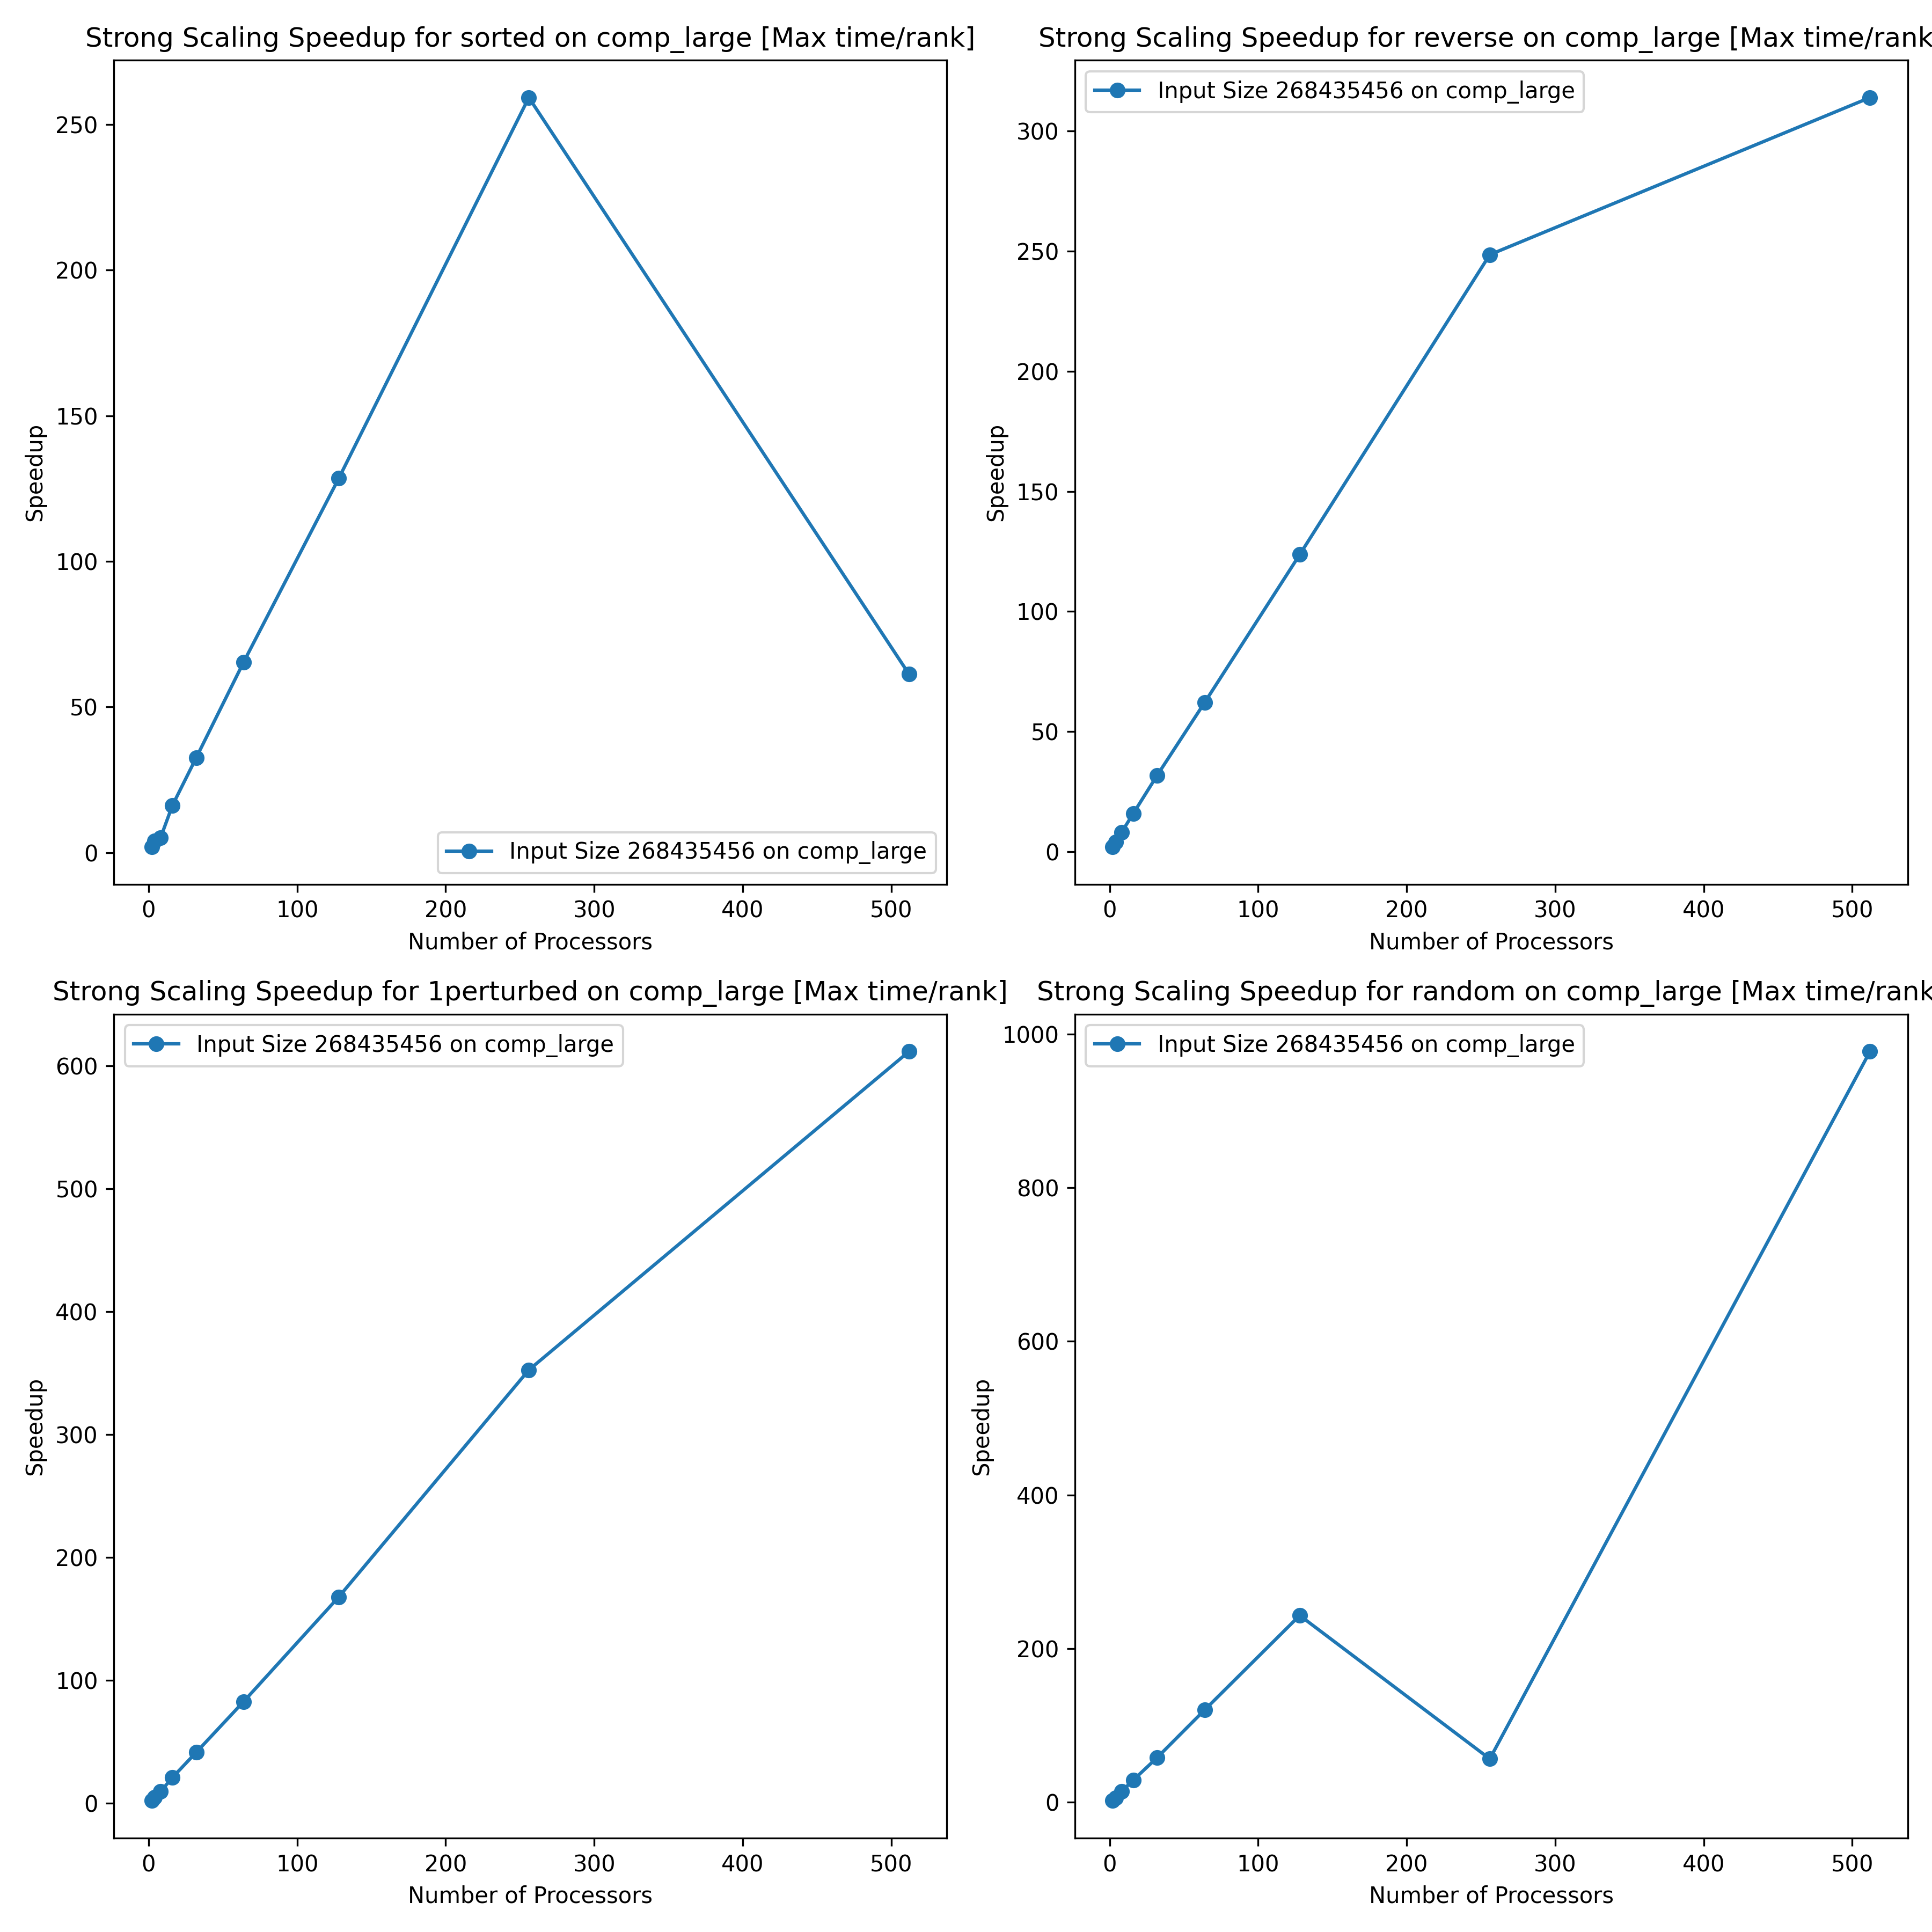 Strong Scaling Speedup for sorted on comp_large [Max time/rank]
250
200
150
100
50
0
Speedup
Input Size 268435456 on comp_large
0 100 200 300 400 500
Number of Processors
Strong Scaling Speedup for reverse on comp_large [Max time/rank
Input Size 268435456 on comp_large
300
250
200
150
100
50
0
Speedup
0 100 200 300 400 500
Number of Processors
Strong Scaling Speedup for 1perturbed on comp_large [Max time/rank]
Input Size 268435456 on comp_large
600
500
400
300
200
100
0
Speedup
0 100 200 300 400 500
Number of Processors
Strong Scaling Speedup for random on comp_large [Max time/rank
Input Size 268435456 on comp_large
1000
800
600
400
200
0
Speedup
0 100 200 300 400 500
Number of Processors